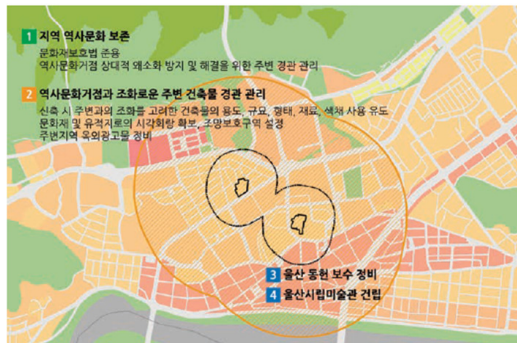 1 지역 역사문화 보존
문화재보호법 준용
역사문화거점 상대적 왜소화 방지 및 해결을 위한 주변 경관 관리
2 역사문화거점과 조화로운 주변 건축물 경관 관리
신축 시 주변과의 조화를 고려한 건축물의 용도, 규모, 형태, 재료, 색채 사용 유도
문화재 및 유적지로의 시각회랑 확보, 조망보호구역 설정
주변지역 옥외광고물 정비
3 울산 동헌 보수 정비
4 울산시립미술관 건립